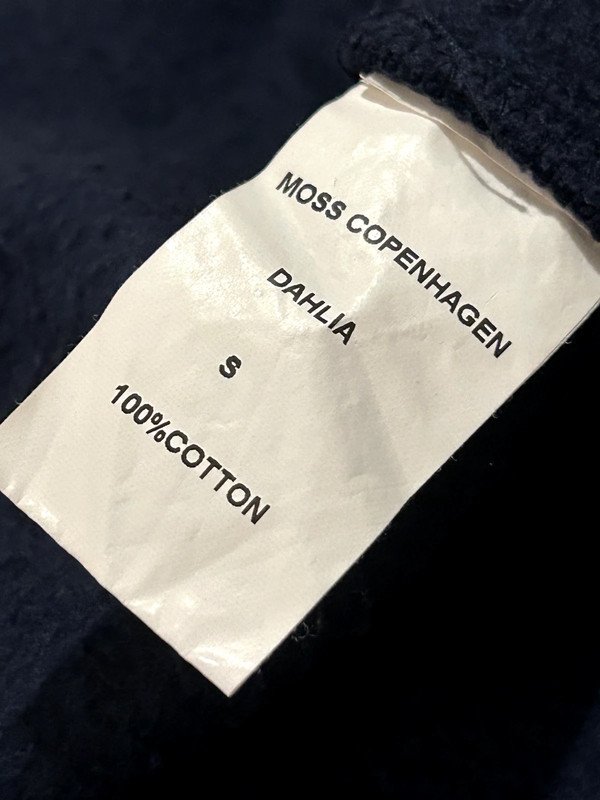 MOSS COPENHAGEN
DAHLIA
S
100%COTTON